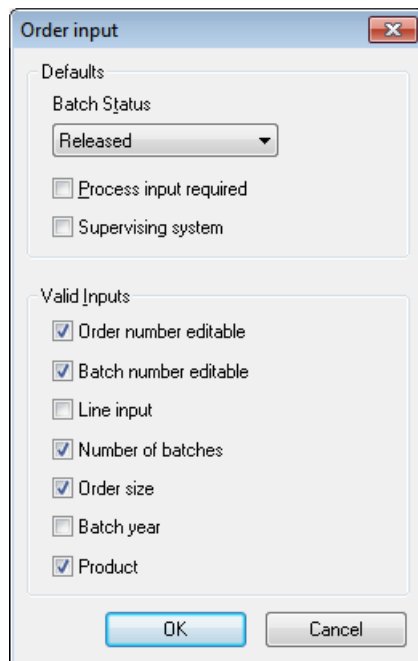 Order input
Defaults
Batch Status
Released
Process input required
Supervising system
Valid Inputs
Order number editable
Batch number editable
Line input
Number of batches
Order size
Batch year
Product
OK Cancel